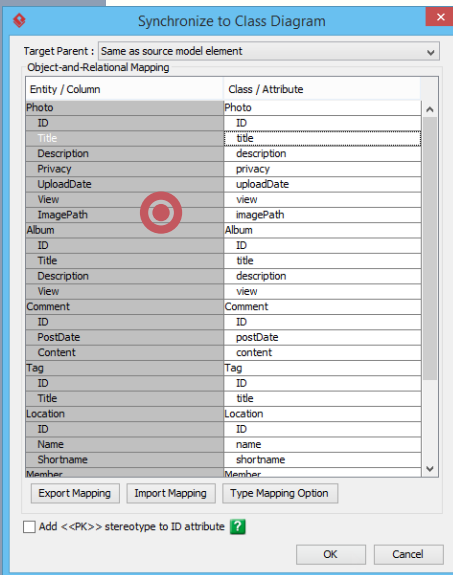 Synchronize to Class Diagram
Target Parent : Same as source model element
Object-and-Relational Mapping
Entity / Column Class / Attribute
Photo Photo
ID ID
Title title
Description description
Privacy privacy
UploadDate uploadDate
View view
ImagePath imagePath
Album Album
ID ID
Title title
Description description
View view
Comment Comment
ID ID
PostDate postDate
Content content
Tag Tag
ID ID
Title title
Location Location
ID ID
Name name
Shortname shortname
Member Member
Export Mapping Import Mapping Type Mapping Option
Add <<PK>> stereotype to ID attribute ?
OK Cancel